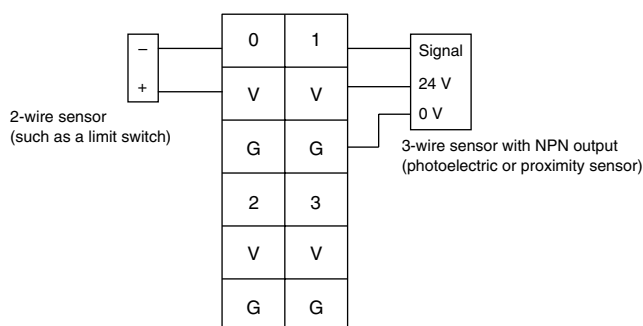 0 1
– Signal
+ V V 24 V
0 V
2-wire sensor
(such as a limit switch)
G G
3-wire sensor with NPN output
(photoelectric or proximity sensor)
2 3
V V
G G